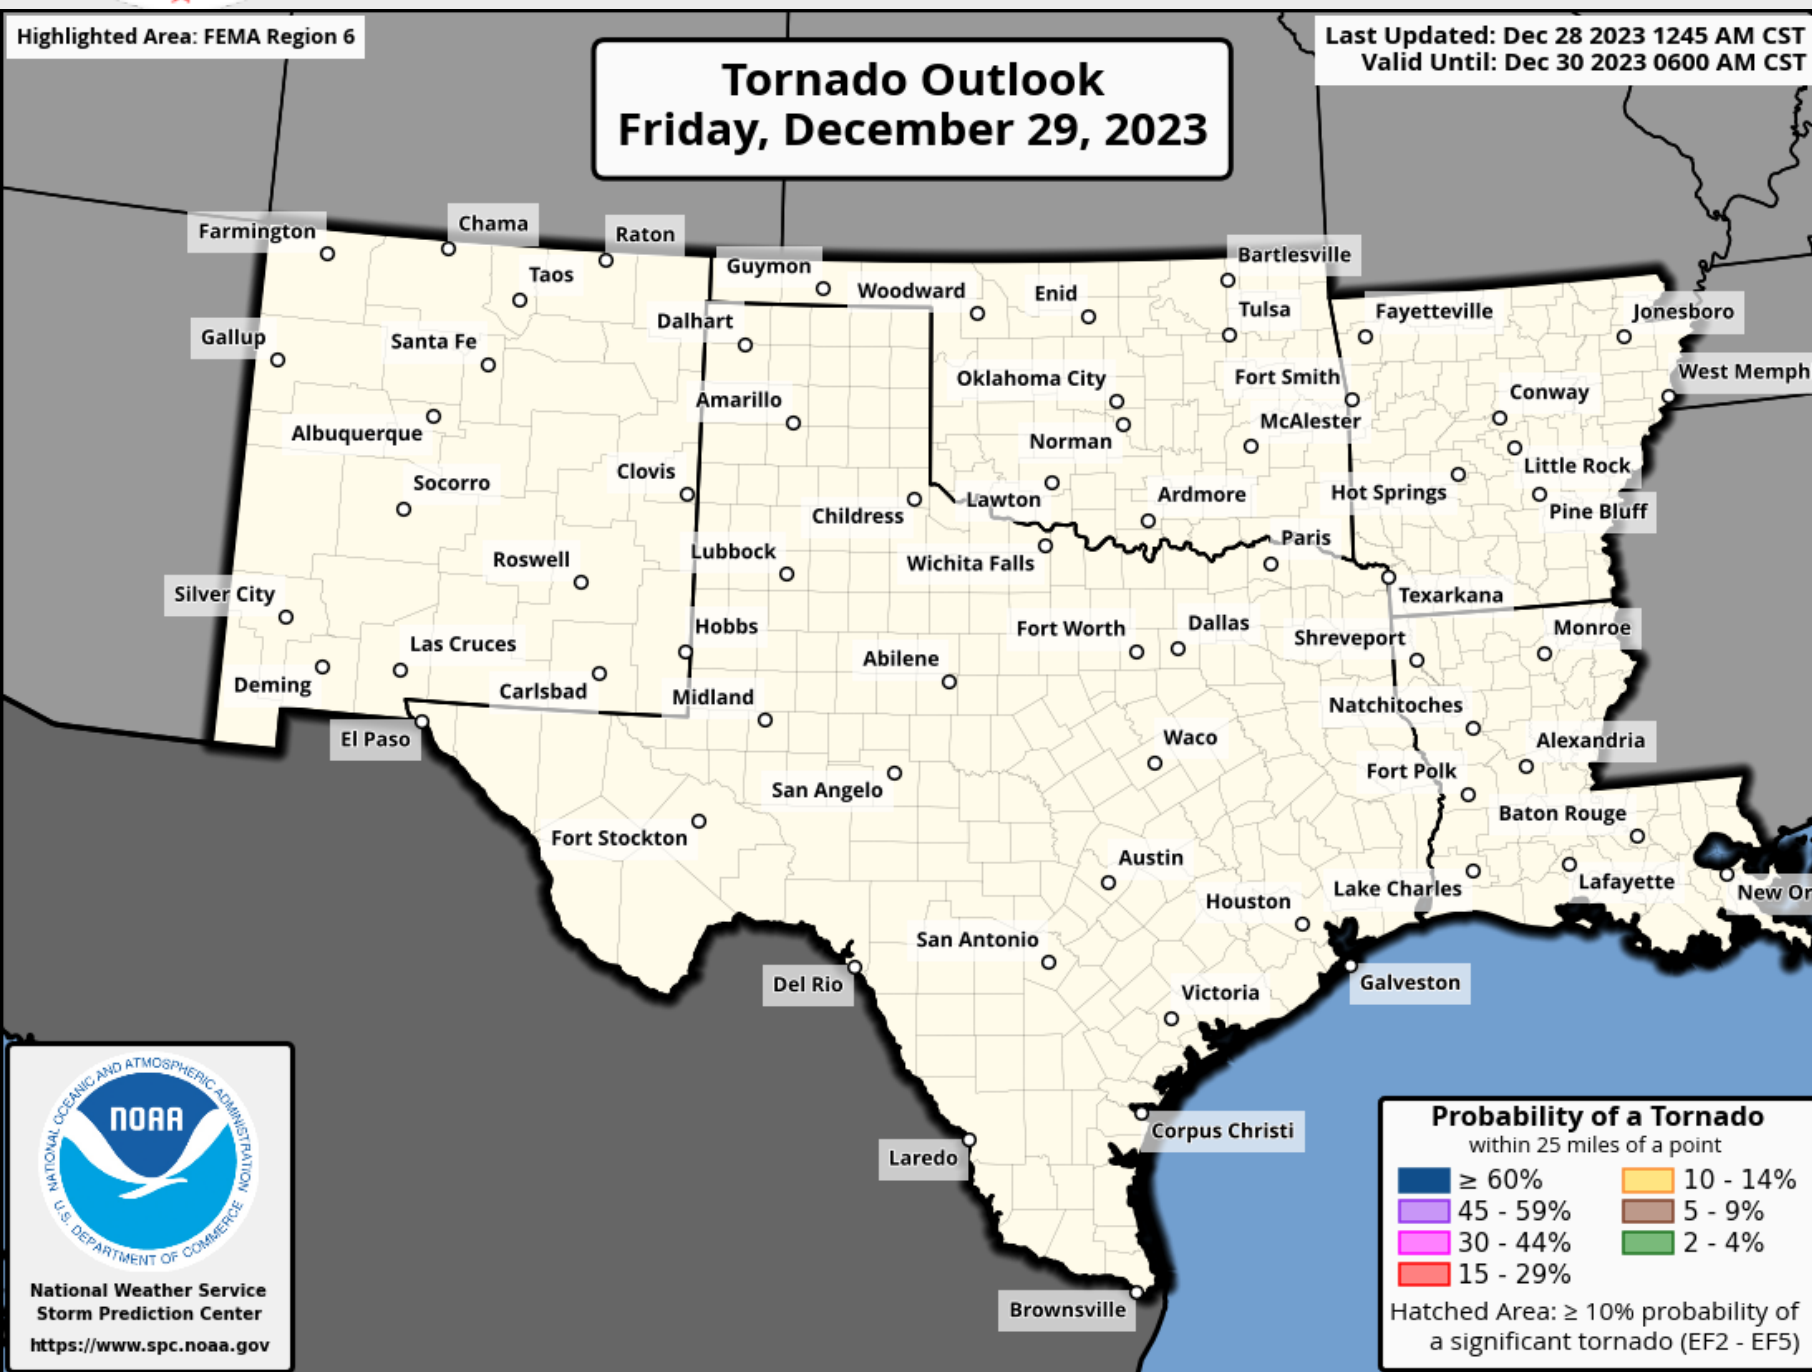 Highlighted Area: FEMA Region 6
Last Updated: Dec 28 2023 1245 AM CST
Valid Until: Dec 30 2023 0600 AM CST
Tornado Outlook
Friday, December 29, 2023
Farmington
Chama
Raton
Taos
Guymon
Woodward
Enid
Bartlesville
Tulsa
Fayetteville
Jonesboro
Gallup
Santa Fe
Dalhart
Oklahoma City
Fort Smith
West Memph
Conway
Albuquerque
Amarillo
Norman
McAlester
Little Rock
Socorro
Clovis
Childress
Lawton
Ardmore
Hot Springs
Pine Bluff
Roswell
Lubbock
Wichita Falls
Paris
Texarkana
Silver City
Las Cruces
Hobbs
Abilene
Fort Worth
Dallas
Shreveport
Monroe
Deming
Carlsbad
Midland
Natchitoches
El Paso
Waco
Alexandria
San Angelo
Fort Polk
Fort Stockton
Baton Rouge
Austin
Houston
Lake Charles
Lafayette
New Or
San Antonio
Del Rio
Victoria
Galveston
Corpus Christi
Laredo
Brownsville
NATIONAL OCEANIC AND ATMOSPHERIC ADMINISTRATION
NOAA
U.S. DEPARTMENT OF COMMERCE
National Weather Service
Storm Prediction Center
https://www.spc.noaa.gov
Probability of a Tornado
within 25 miles of a point
≥ 60%
10 - 14%
45 - 59%
5 - 9%
30 - 44%
2 - 4%
15 - 29%
Hatched Area: ≥ 10% probability of
a significant tornado (EF2 - EF5)